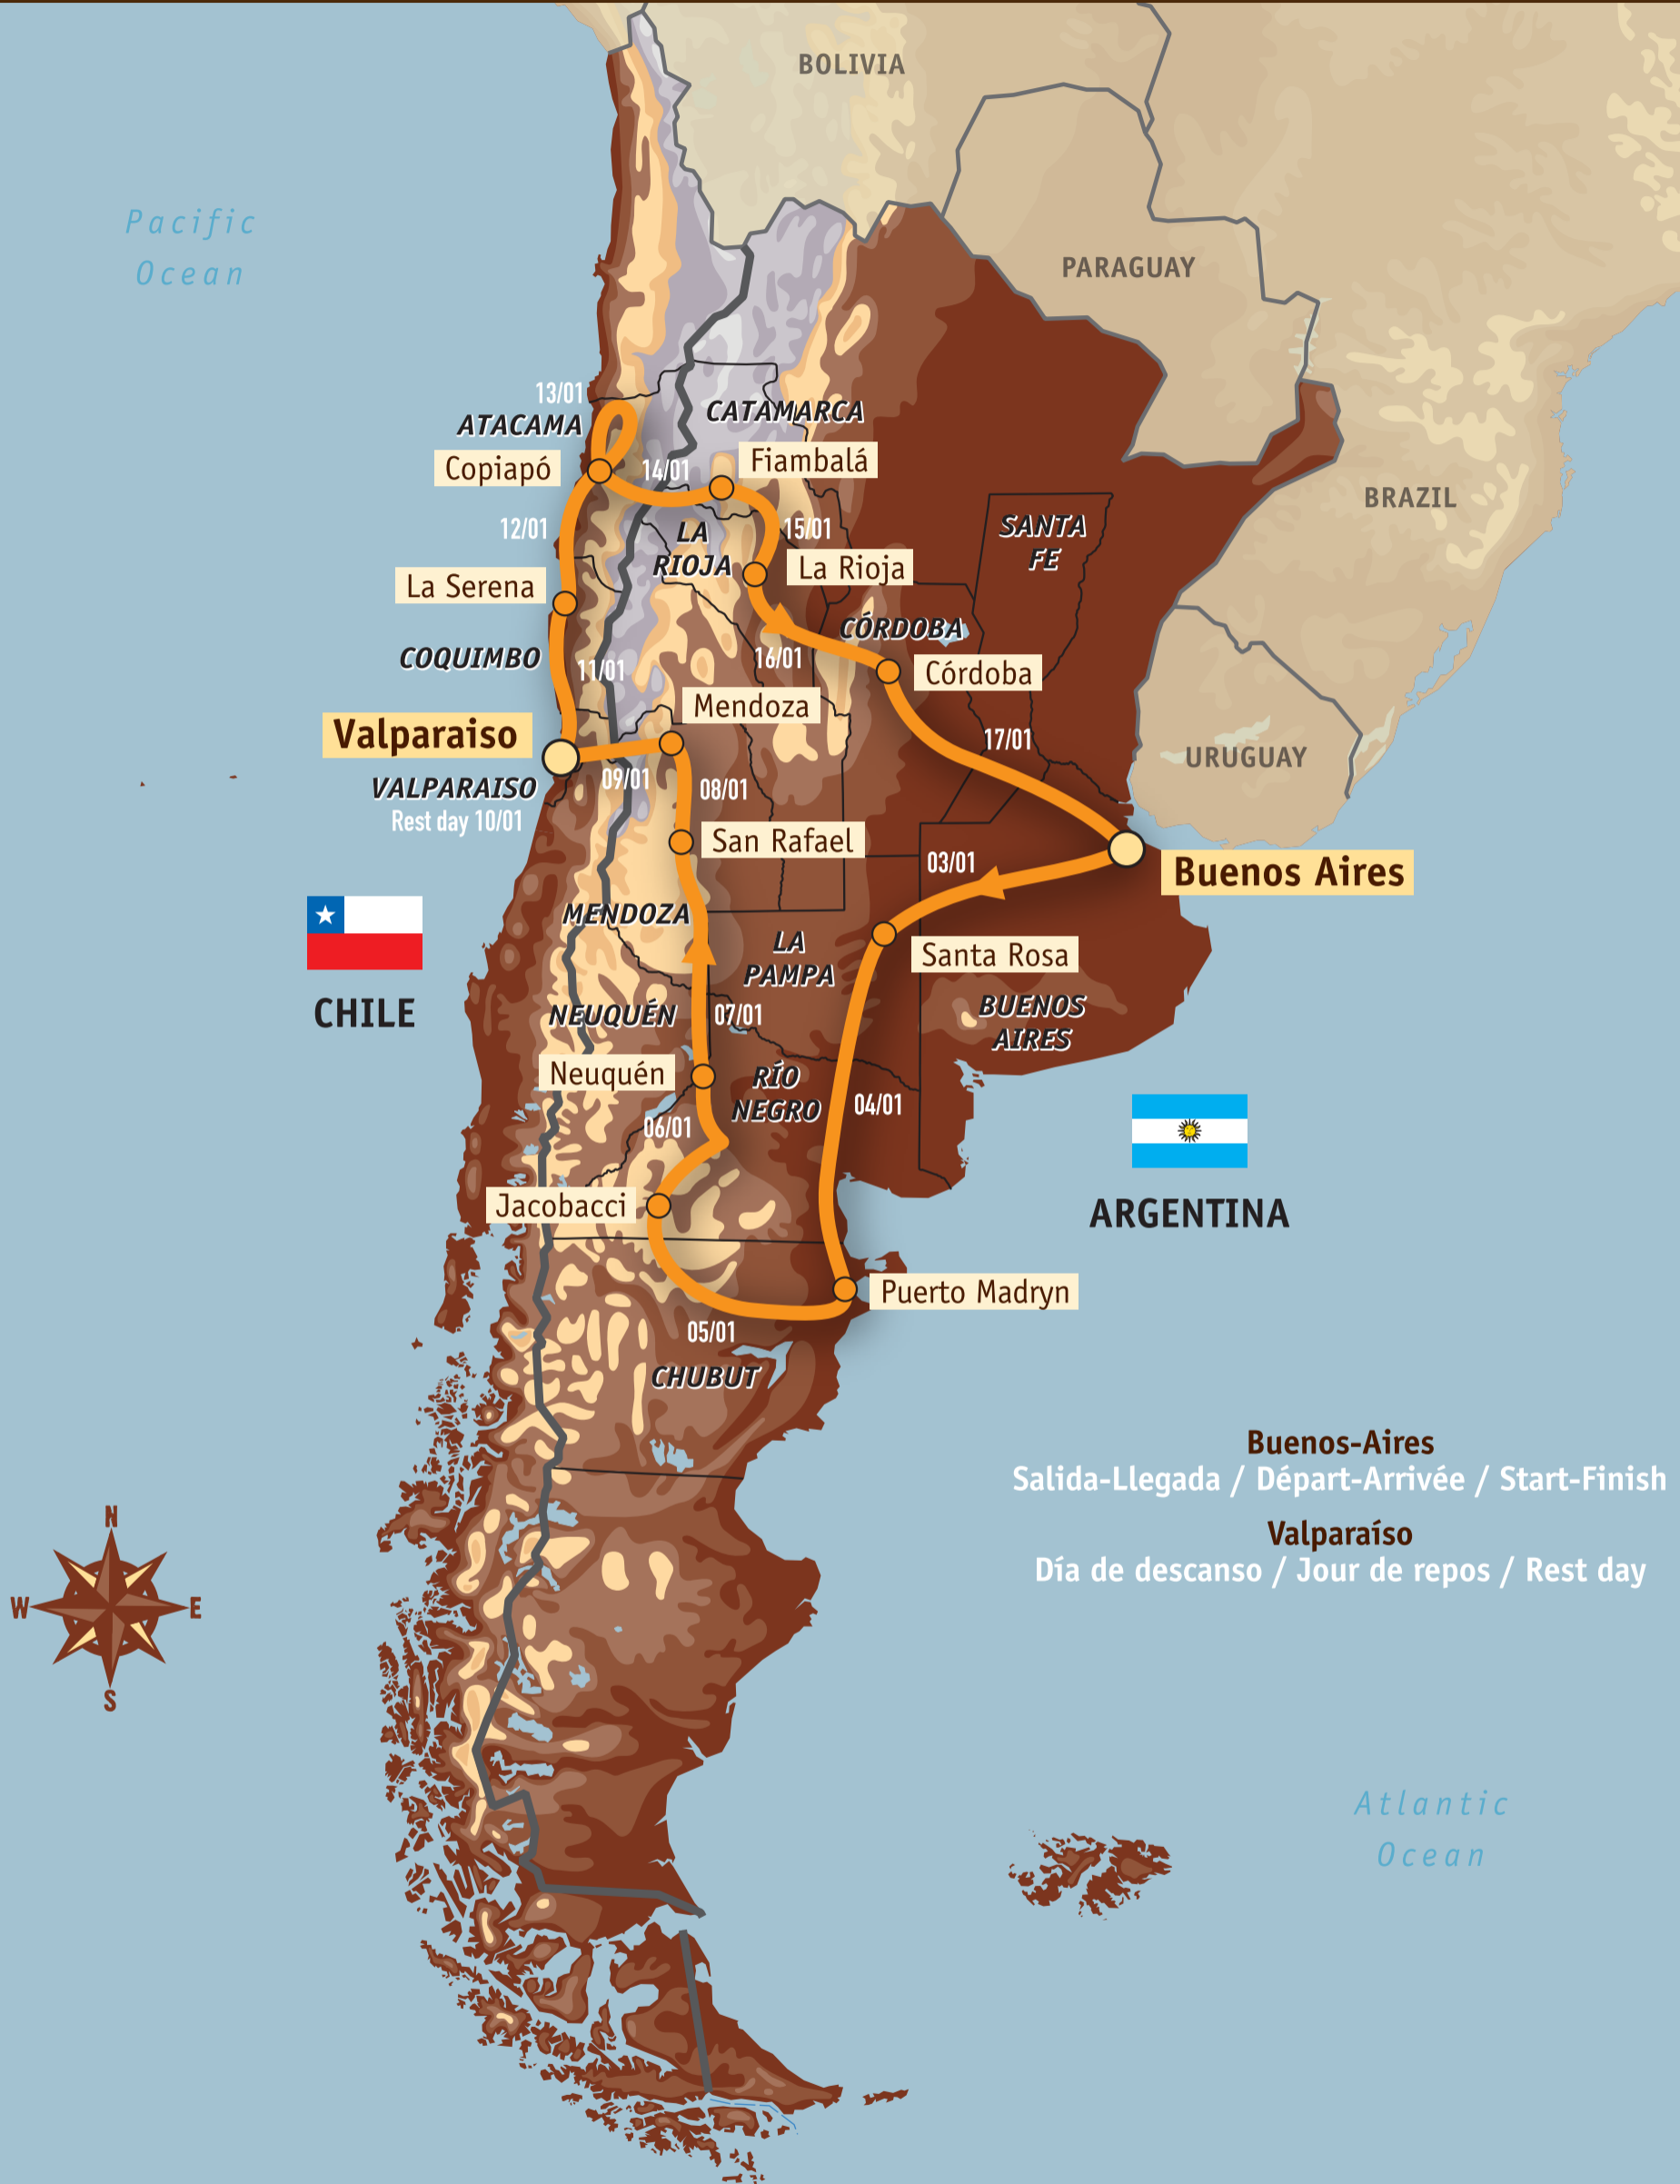 BOLIVIA
Pacific
Ocean
PARAGUAY
13/01
ATACAMA
CATAMARCA
Copiapó
14/01
Fiambalá
BRAZIL
12/01
LA
RIOJA
15/01
SANTA
FE
La Serena
La Rioja
COQUIMBO
11/01
16/01
CÓRDOBA
Córdoba
Mendoza
Valparaiso
17/01
URUGUAY
VALPARAISO
Rest day 10/01
09/01
08/01
San Rafael
03/01
Buenos Aires
MENDOZA
LA
PAMPA
Santa Rosa
CHILE
NEUQUÉN
07/01
BUENOS
AIRES
Neuquén
RÍO
NEGRO
04/01
06/01
Jacobacci
ARGENTINA
Puerto Madryn
05/01
CHUBUT
Buenos-Aires
Salida-Llegada / Départ-Arrivée / Start-Finish
Valparaíso
Día de descanso / Jour de repos / Rest day
N
W
E
S
Atlantic
Ocean